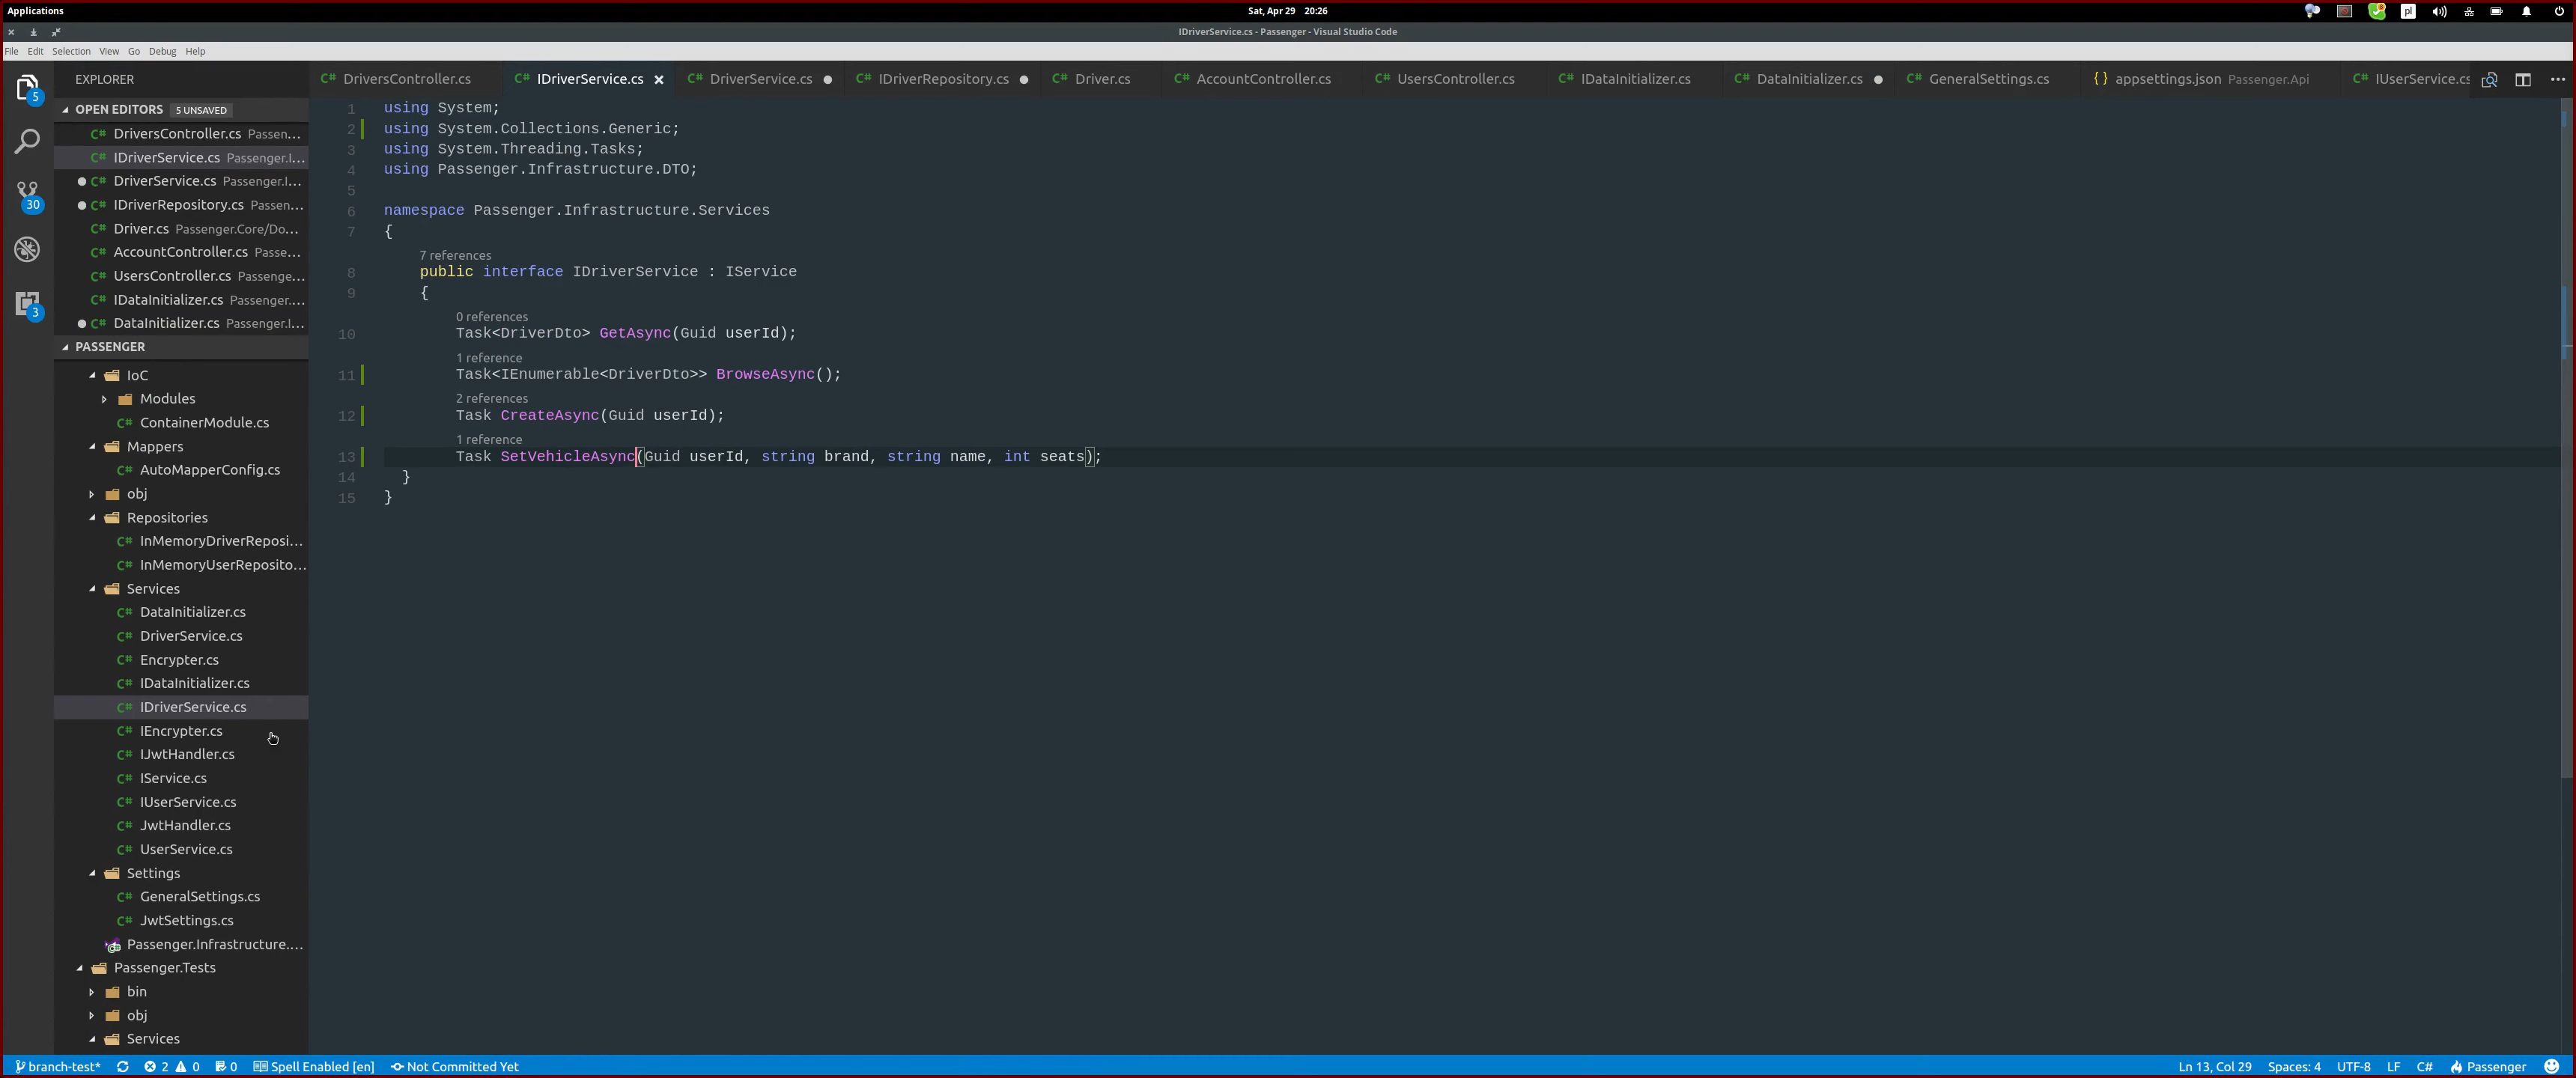 Applications
Sat, Apr 29 20:26
pl
IDriverService.cs - Passenger - Visual Studio Code
File Edit Selection View Go Debug Help
EXPLORER
DriversController.cs IDriverService.cs DriverService.cs IDriverRepository.cs Driver.cs AccountController.cs UsersController.cs IDataInitializer.cs DataInitializer.cs GeneralSettings.cs {} appsettings.json Passenger.Api IUserService.cs
5
30
3
OPEN EDITORS 5 UNSAVED
C# DriversController.cs Passen...
C# IDriverService.cs Passenger.I...
C# DriverService.cs Passenger.I...
C# IDriverRepository.cs Passen...
C# Driver.cs Passenger.Core/Do...
C# AccountController.cs Passe...
C# UsersController.cs Passenge...
C# IDataInitializer.cs Passenger....
C# DataInitializer.cs Passenger.I...
PASSENGER
IoC
Modules
C# ContainerModule.cs
Mappers
C# AutoMapperConfig.cs
obj
Repositories
C# InMemoryDriverReposi...
C# InMemoryUserReposito...
Services
C# DataInitializer.cs
C# DriverService.cs
C# Encrypter.cs
C# IDataInitializer.cs
C# IDriverService.cs
C# IEncrypter.cs
C# IJwtHandler.cs
C# IService.cs
C# IUserService.cs
C# JwtHandler.cs
C# UserService.cs
Settings
C# GeneralSettings.cs
C# JwtSettings.cs
Passenger.Infrastructure....
Passenger.Tests
bin
obj
Services
1 using System;
2 using System.Collections.Generic;
3 using System.Threading.Tasks;
4 using Passenger.Infrastructure.DTO;
5
6 namespace Passenger.Infrastructure.Services
7 {
7 references
8 public interface IDriverService : IService
9 {
0 references
10 Task<DriverDto> GetAsync(Guid userId);
1 reference
11 Task<IEnumerable<DriverDto>> BrowseAsync();
2 references
12 Task CreateAsync(Guid userId);
1 reference
13 Task SetVehicleAsync(Guid userId, string brand, string name, int seats);
14 }
15 }
branch-test* 2 0 0 Spell Enabled [en] Not Committed Yet
Ln 13, Col 29 Spaces: 4 UTF-8 LF C# Passenger